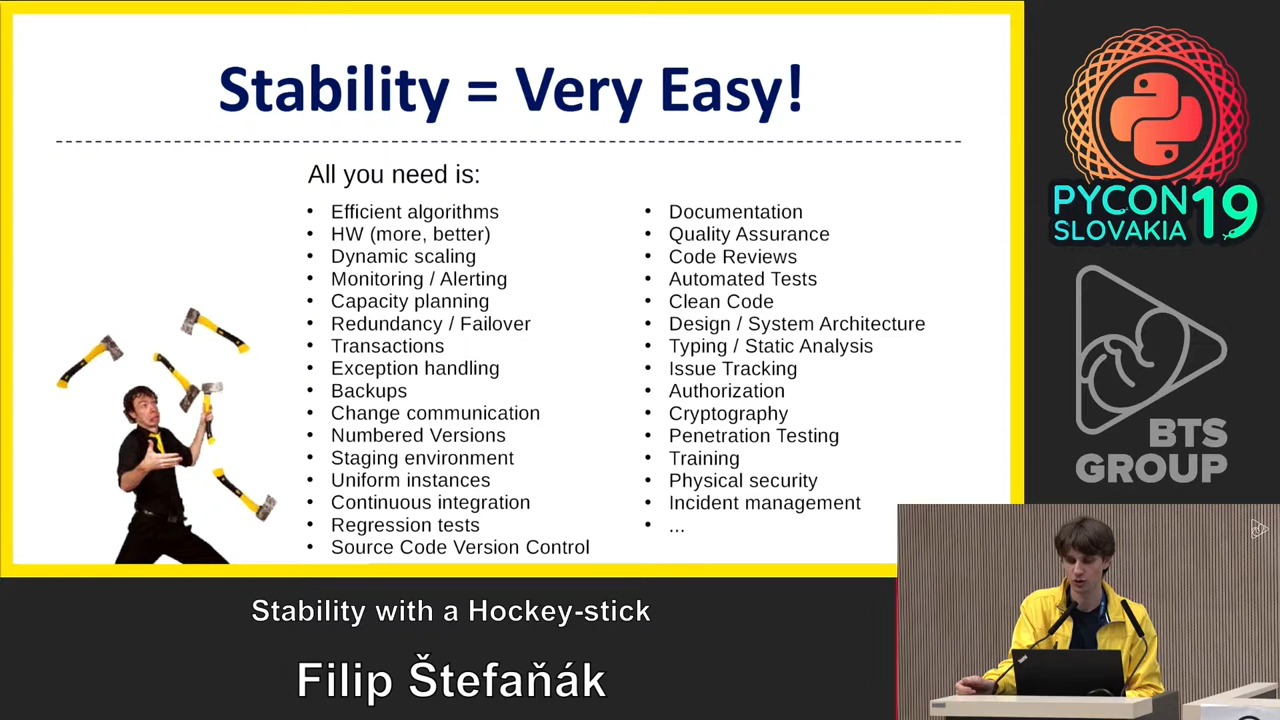 Stability = Very Easy!
All you need is:
• Efficient algorithms
• HW (more, better)
• Dynamic scaling
• Monitoring / Alerting
• Capacity planning
• Redundancy / Failover
• Transactions
• Exception handling
• Backups
• Change communication
• Numbered Versions
• Staging environment
• Uniform instances
• Continuous integration
• Regression tests
• Source Code Version Control
• Documentation
• Quality Assurance
• Code Reviews
• Automated Tests
• Clean Code
• Design / System Architecture
• Typing / Static Analysis
• Issue Tracking
• Authorization
• Cryptography
• Penetration Testing
• Training
• Physical security
• Incident management
• ...
PYCON 19
SLOVAKIA
BTS
GROUP
Stability with a Hockey-stick
Filip Štefaňák